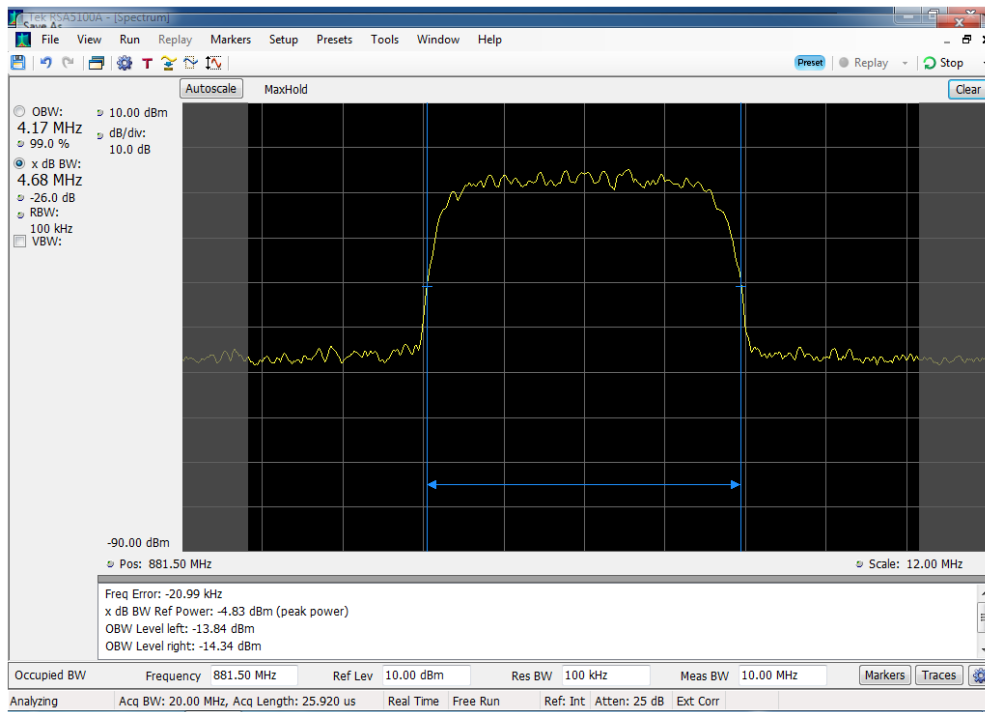 Tek RSA5100A - [Spectrum]
Save As
File View Run Replay Markers Setup Presets Tools Window Help
T Preset Replay Stop
Autoscale MaxHold Clear
OBW:
4.17 MHz
99.0 %
x dB BW:
4.68 MHz
-26.0 dB
RBW:
100 kHz
VBW:
10.00 dBm
dB/div:
10.0 dB
-90.00 dBm
Pos: 881.50 MHz Scale: 12.00 MHz
Freq Error: -20.99 kHz
x dB BW Ref Power: -4.83 dBm (peak power)
OBW Level left: -13.84 dBm
OBW Level right: -14.34 dBm
Occupied BW Frequency 881.50 MHz Ref Lev 10.00 dBm Res BW 100 kHz Meas BW 10.00 MHz Markers Traces
Analyzing Acq BW: 20.00 MHz, Acq Length: 25.920 us Real Time Free Run Ref: Int Atten: 25 dB Ext Corr